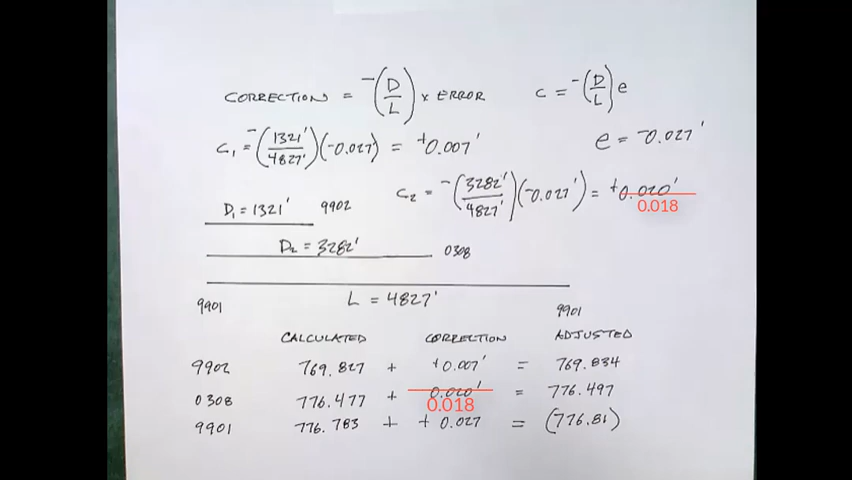 CORRECTION = -(D/L) x ERROR   C = -(D/L) e
C₁ = -(1321'/4827')(-0.027) = +0.007'   e = -0.027'
C₂ = -(3282'/4827')(-0.027') = +0.020'
0.018
D₁ = 1321'   9902
D₂ = 3282'   0308
9901   L = 4827'   9901
CALCULATED   CORRECTION   ADJUSTED
9902   769.827 + +0.007' = 769.834
0308   776.477 + 0.020' = 776.497
0.018
9901   776.783 + +0.027 = (776.81)